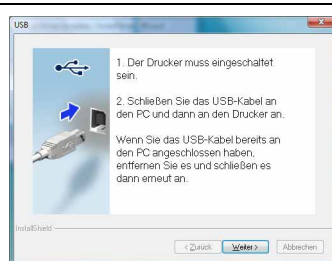 USB
1. Der Drucker muss eingeschaltet
sein.
2. Schließen Sie das USB-Kabel an
den PC und dann an den Drucker an.
Wenn Sie das USB-Kabel bereits an
den PC angeschlossen haben,
entfernen Sie es und schließen es
dann erneut an.
InstallShield
< Zurück
Weiter >
Abbrechen